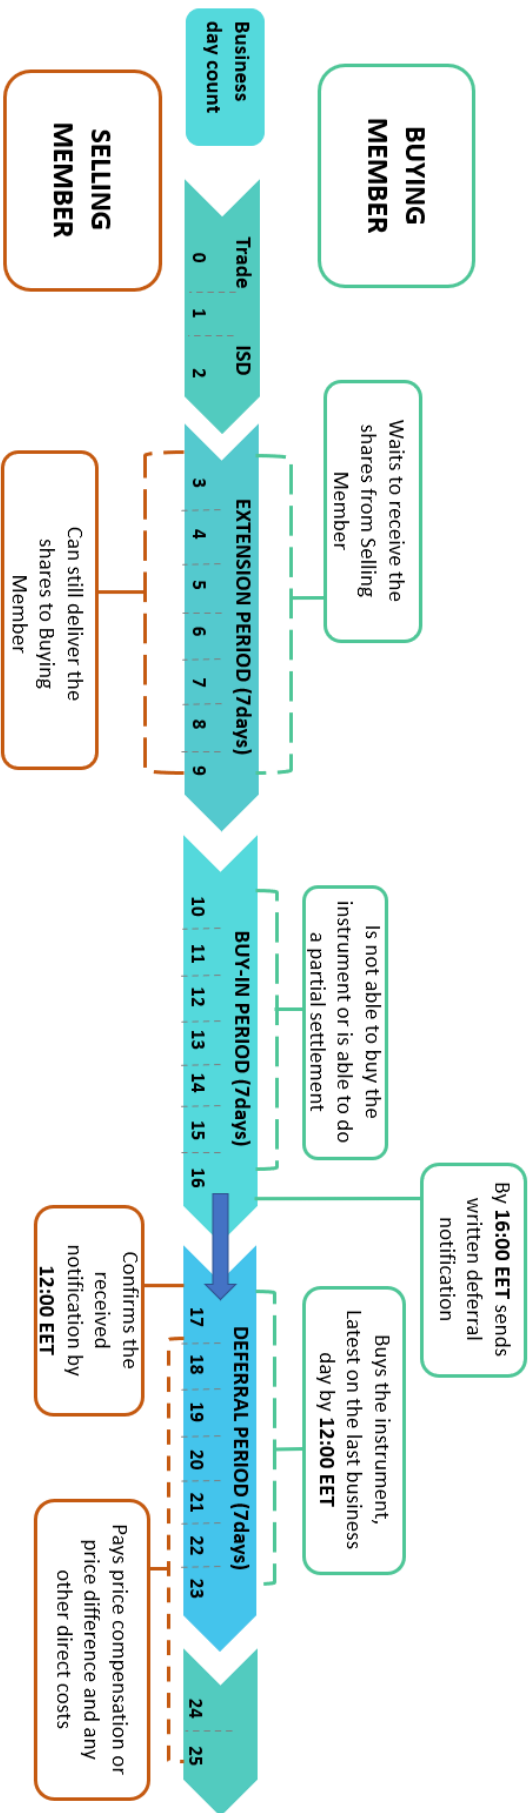 BUYING
MEMBER
Waits to receive the
shares from Selling
Member
Is not able to buy the
instrument or is able to do
a partial settlement
By 16:00 EET sends
written deferral
notification
Buys the instrument,
Latest on the last business
day by 12:00 EET
Business
day count
Trade ISD
0 1 2
EXTENSION PERIOD (7days)
3 4 5 6 7 8 9
BUY-IN PERIOD (7days)
10 11 12 13 14 15 16
DEFERRAL PERIOD (7days)
17 18 19 20 21 22 23
24 25
SELLING
MEMBER
Can still deliver the
shares to Buying
Member
Confirms the
received
notification by
12:00 EET
Pays price compensation or
price difference and any
other direct costs